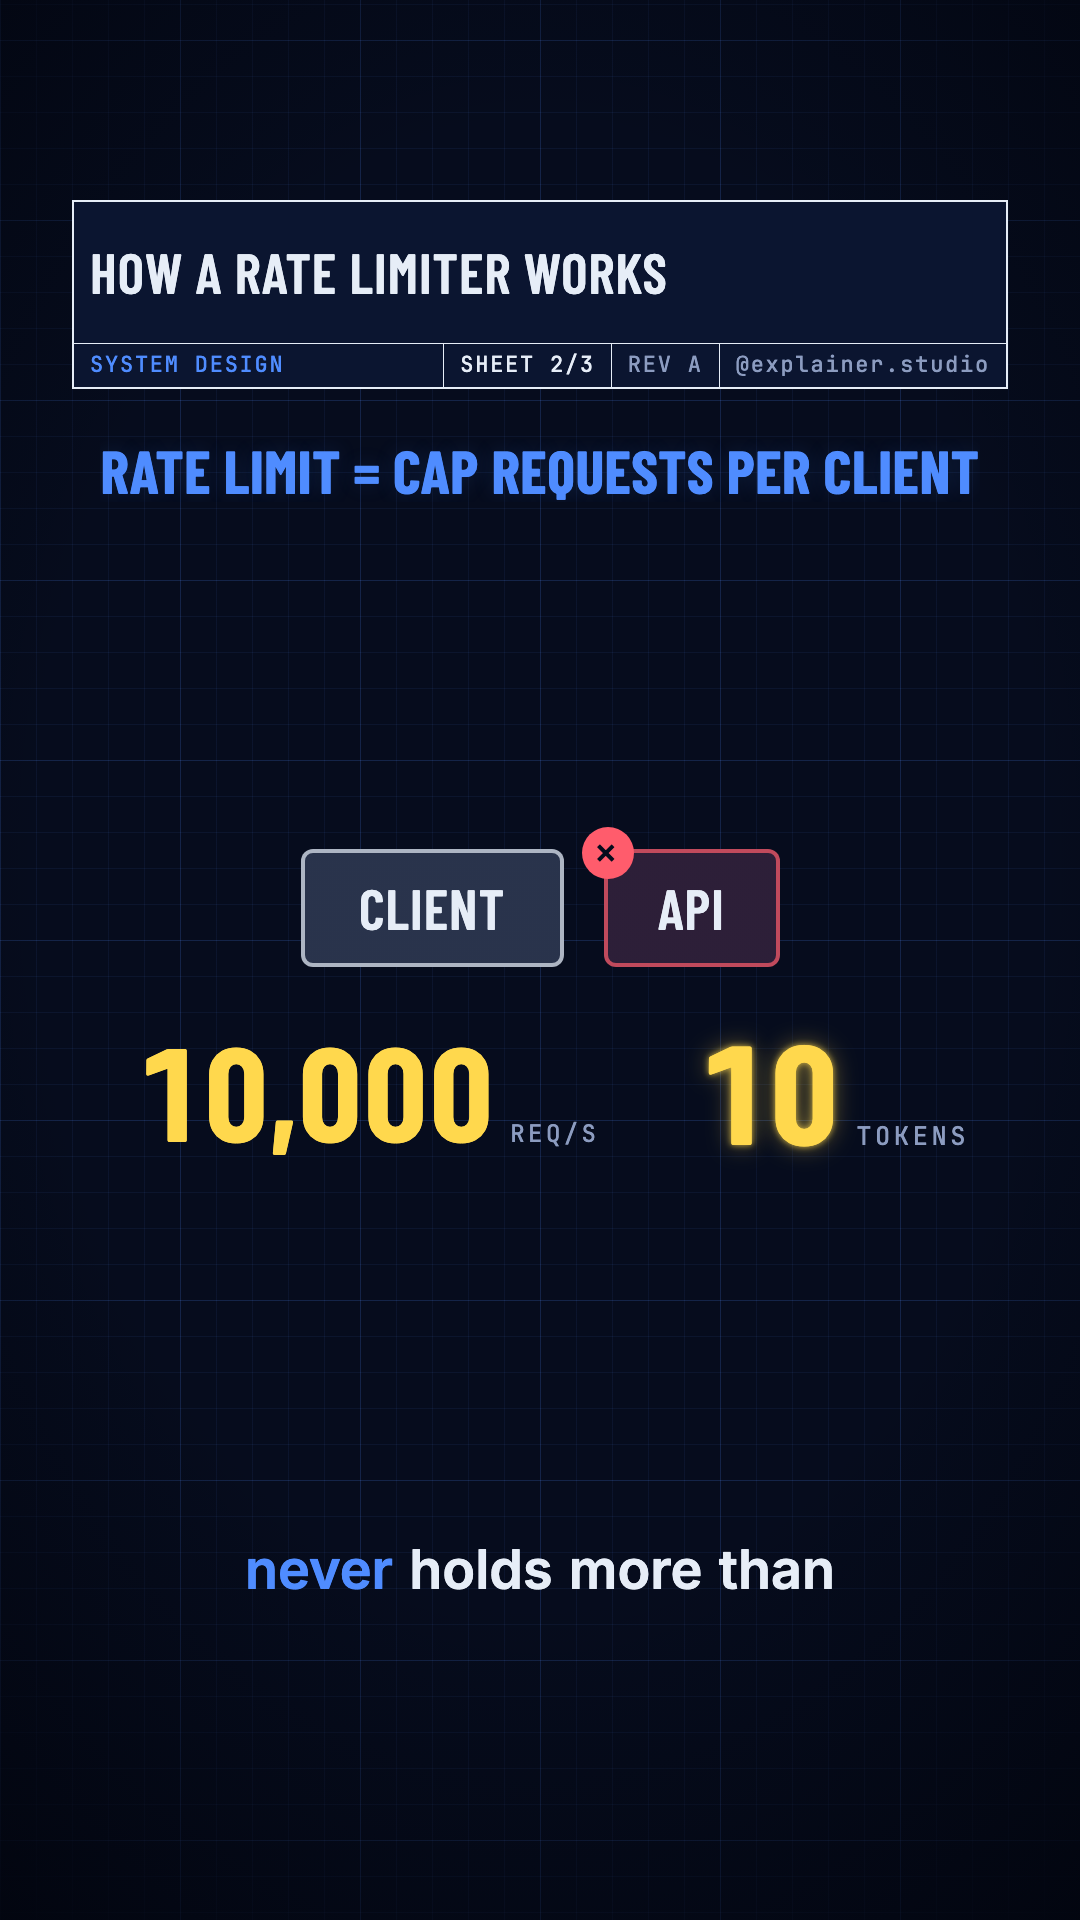 HOW A RATE LIMITER WORKS
SYSTEM DESIGN SHEET 2/3 REV A @explainer.studio
RATE LIMIT = CAP REQUESTS PER CLIENT
CLIENT API
10,000 REQ/S 10 TOKENS
never holds more than